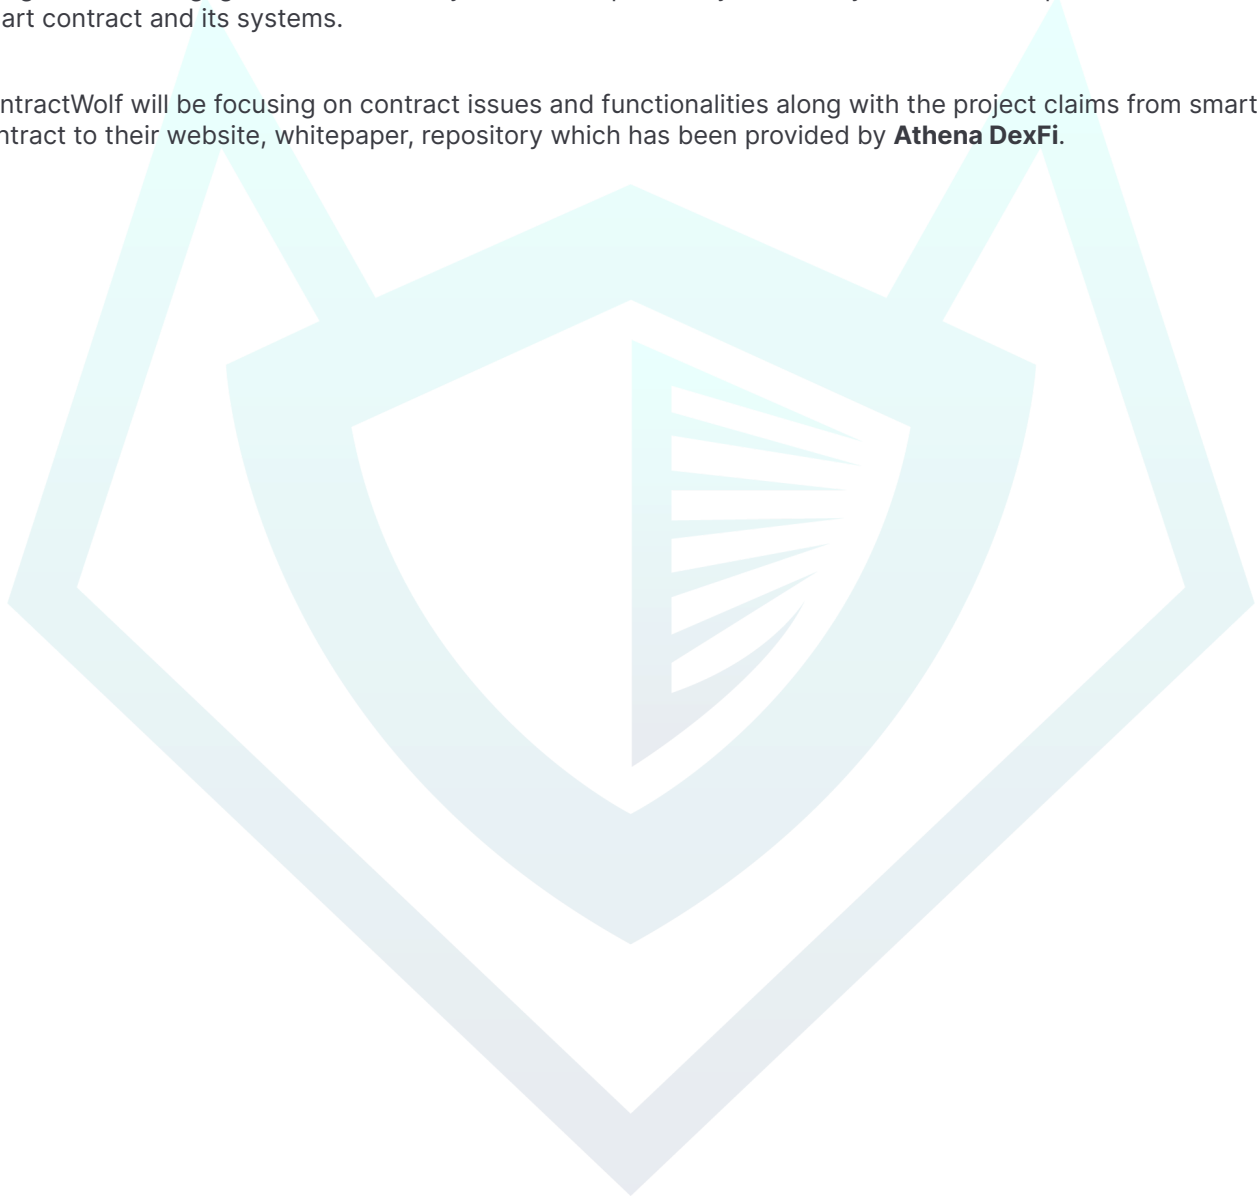 art contract and its systems.
ntractWolf will be focusing on contract issues and functionalities along with the project claims from smart
ntract to their website, whitepaper, repository which has been provided by Athena DexFi.